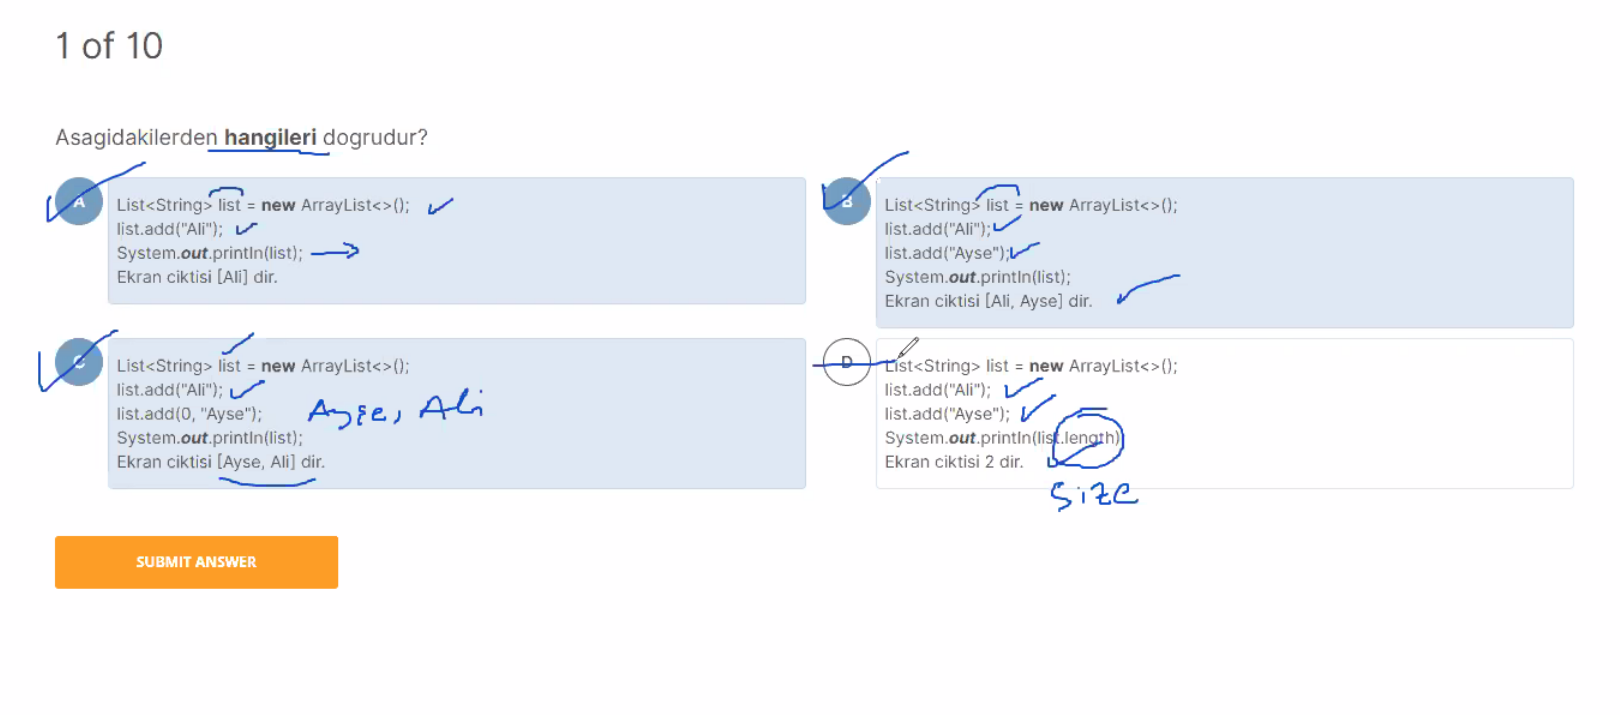 1 of 10
Asagidakilerden hangileri dogrudur?
A
List<String> list = new ArrayList<>();
list.add("Ali");
System.out.println(list);
Ekran ciktisi [Ali] dir.
B
List<String> list = new ArrayList<>();
list.add("Ali");
list.add("Ayse");
System.out.println(list);
Ekran ciktisi [Ali, Ayse] dir.
C
List<String> list = new ArrayList<>();
list.add("Ali");
list.add(0, "Ayse");
Ayşe, Ali
System.out.println(list);
Ekran ciktisi [Ayse, Ali] dir.
D
List<String> list = new ArrayList<>();
list.add("Ali");
list.add("Ayse");
System.out.println(list.length)
Ekran ciktisi 2 dir.
size
SUBMIT ANSWER